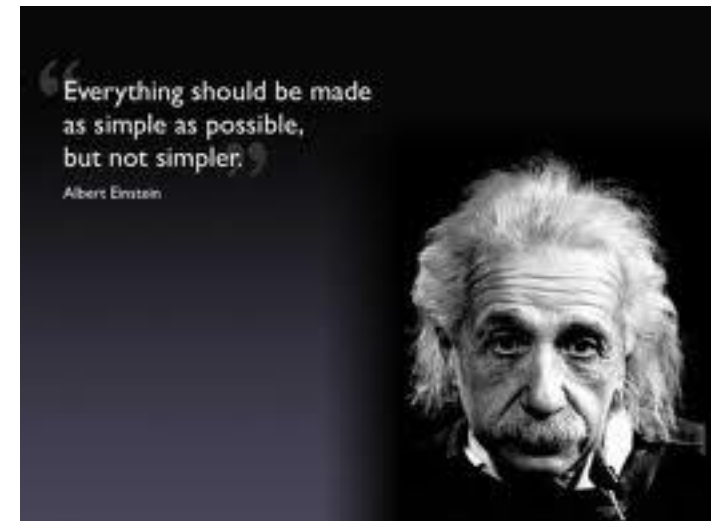 “Everything should be made
as simple as possible,
but not simpler.”
Albert Einstein